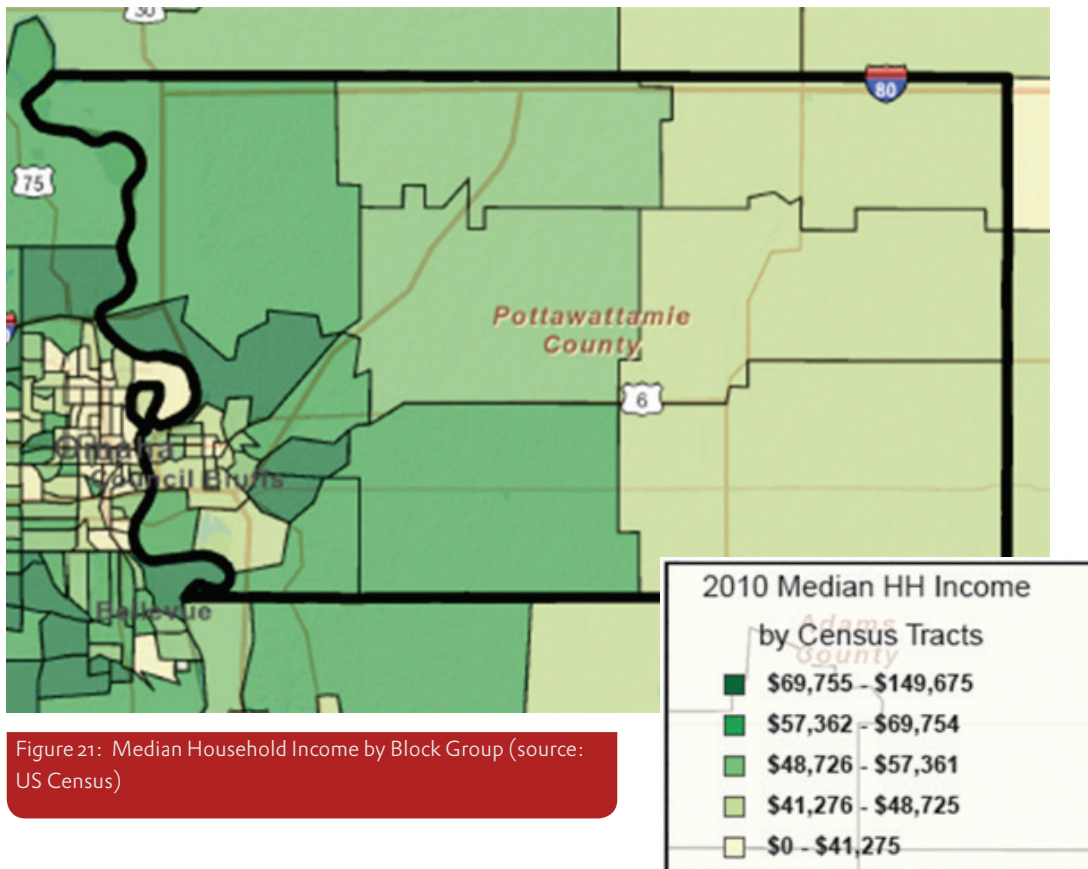 30
80
75
Pottawattamie
County
6
Omaha
Council Bluffs
Bellevue
2010 Median HH Income
Adams
by Census Tracts
County
$69,755 - $149,675
$57,362 - $69,754
$48,726 - $57,361
$41,276 - $48,725
$0 - $41,275
Figure 21: Median Household Income by Block Group (source:
US Census)